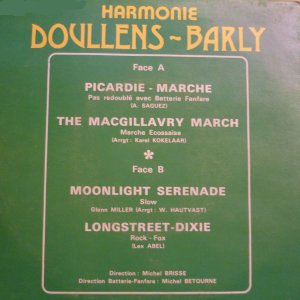 HARMONIE
DOULLENS~BARLY
Face A
PICARDIE - MARCHE
Pas redoublé avec Batterie Fanfare
(A. SAGUEZ)
THE MACGILLAVRY MARCH
Marche Ecossaise
(Arrgt: Karel KOKELAAR)
*
Face B
MOONLIGHT SERENADE
Slow
Glenn MILLER (Arrgt: W. HAUTVAST)
LONGSTREET-DIXIE
Rock - Fox
(Lex ABEL)
Direction: Michel BRISSE
Direction Batterie-Fanfare: Michel BETOURNE